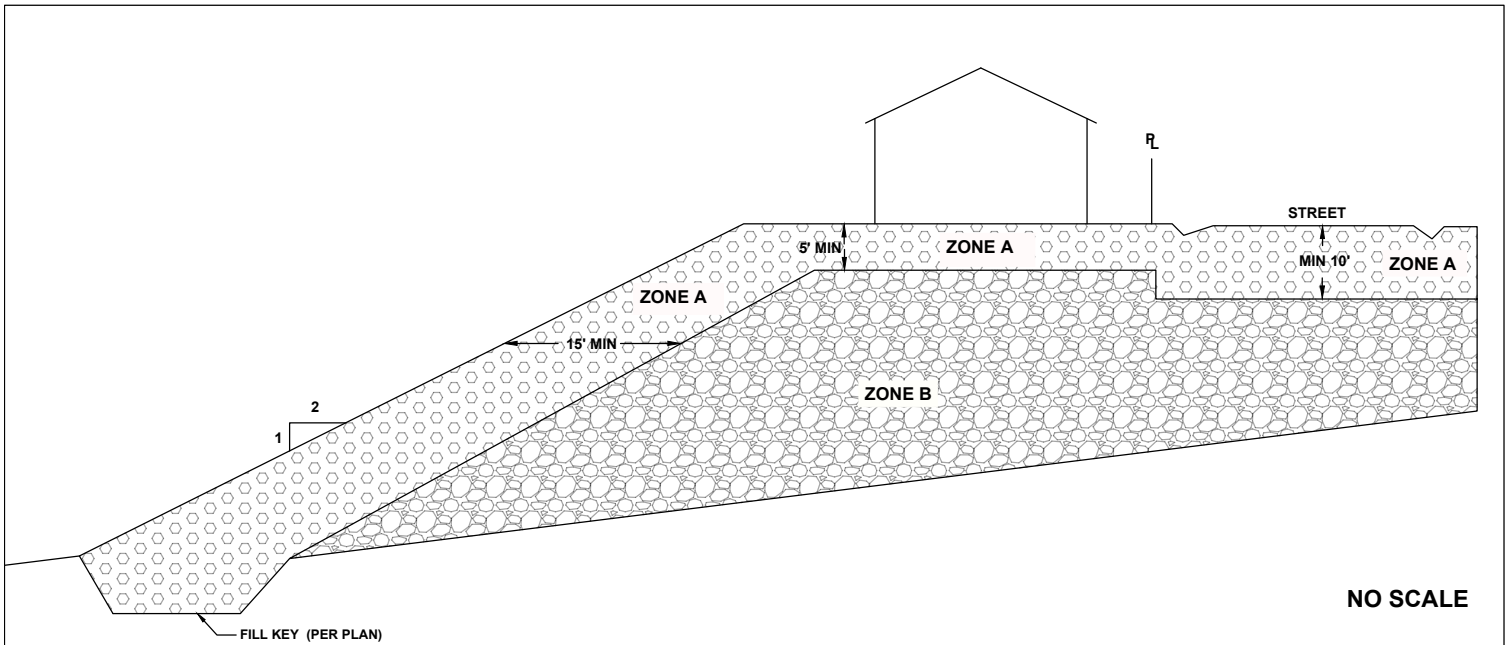 ℄
STREET
5' MIN
ZONE A
MIN 10'
ZONE A
ZONE A
15' MIN
ZONE B
2
1
NO SCALE
FILL KEY (PER PLAN)